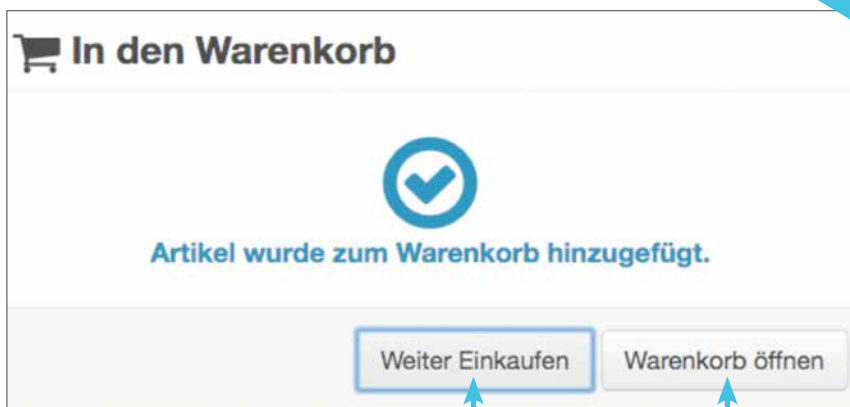 In den Warenkorb
Artikel wurde zum Warenkorb hinzugefügt.
Weiter Einkaufen
Warenkorb öffnen